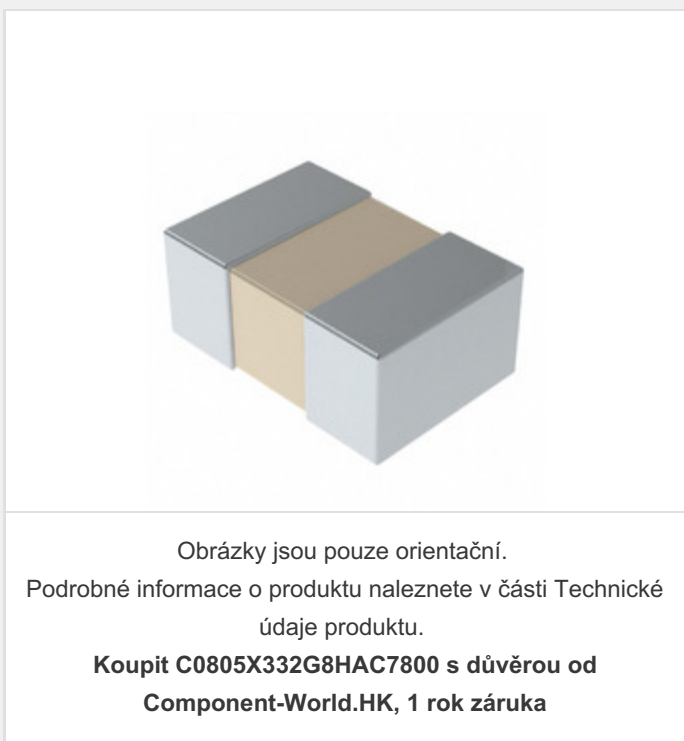 Obrázky jsou pouze orientační.
Podrobné informace o produktu naleznete v části Technické
údaje produktu.
Koupit C0805X332G8HAC7800 s důvěrou od
Component-World.HK, 1 rok záruka